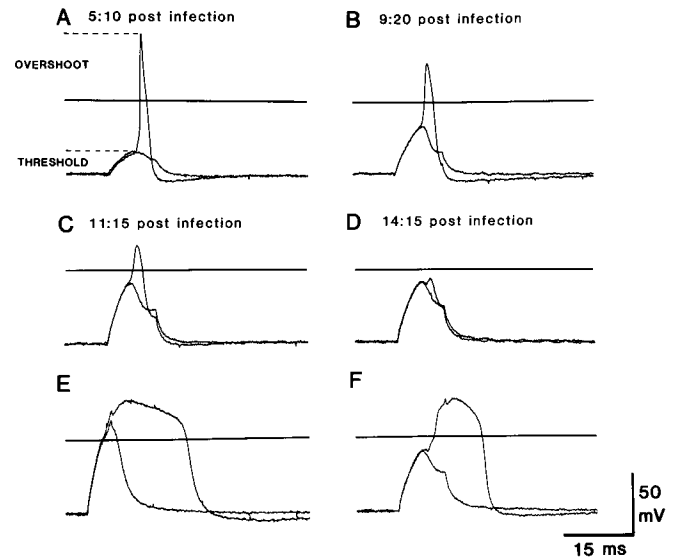 A 5:10 post infection
B 9:20 post infection
OVERSHOOT
THRESHOLD
C 11:15 post infection
D 14:15 post infection
E
F
50
mV
15 ms